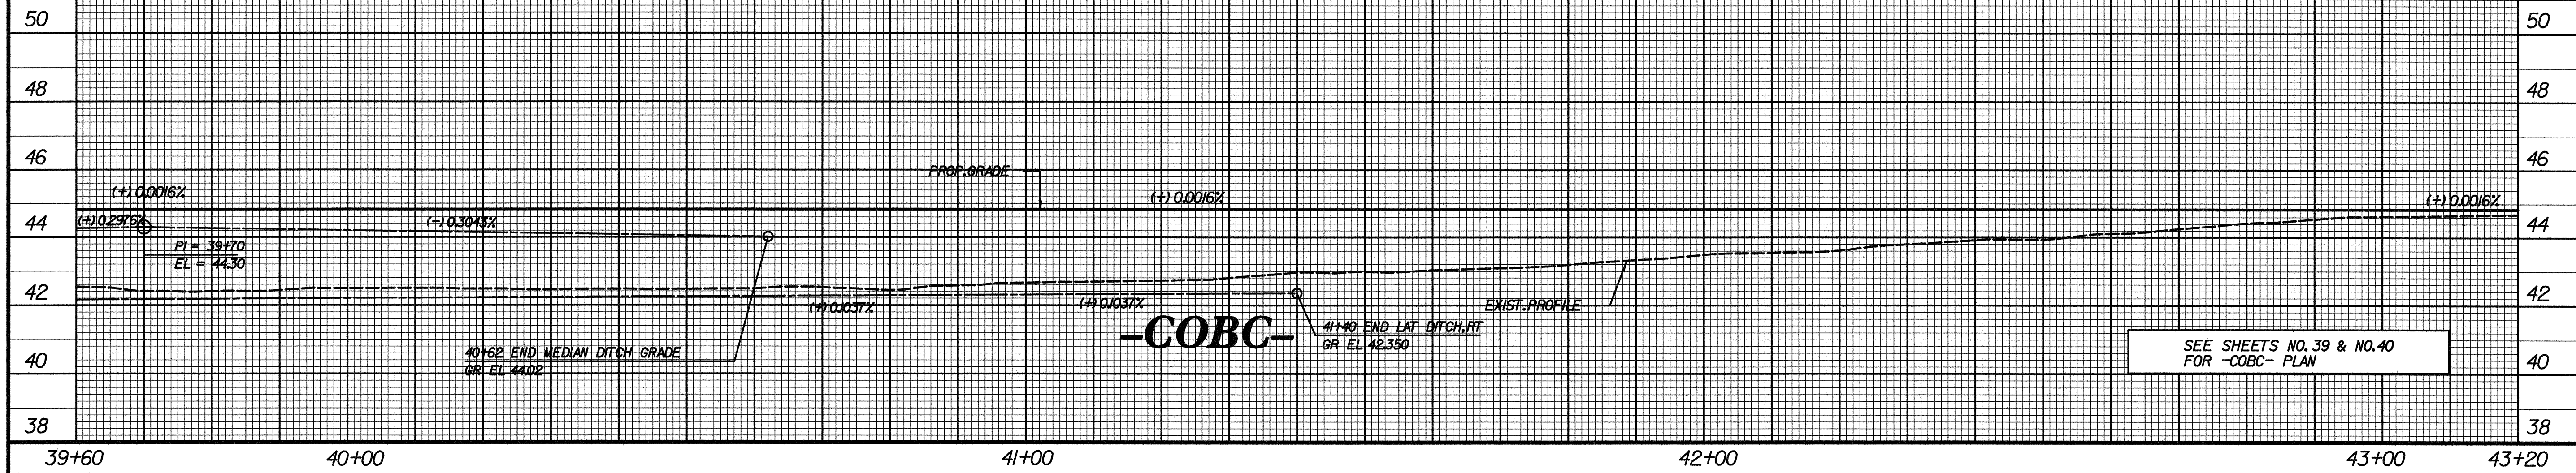 50
50
48
48
46
46
PROP. GRADE
(+) 0.0016%
(+) 0.0016%
(+) 0.0016%
(+) 0.2976%
(-) 0.3043%
44
44
PI = 39+70
EL = 44.30
42
42
(+) 0.1037%
(+) 0.1037%
EXIST. PROFILE
-COBC-
41+40 END LAT DITCH, RT
GR EL 42.350
40+62 END MEDIAN DITCH GRADE
GR EL 44.02
SEE SHEETS NO. 39 & NO. 40
FOR -COBC- PLAN
40
40
38
38
39+60
40+00
41+00
42+00
43+00
43+20